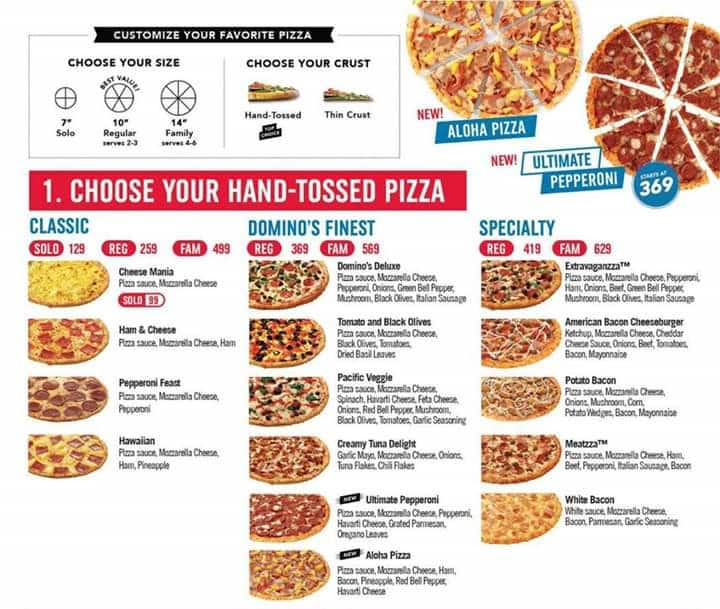 CUSTOMIZE YOUR FAVORITE PIZZA
CHOOSE YOUR SIZE
BEST VALUE!
7"
Solo
10"
Regular
serves 2-3
14"
Family
serves 4-6
CHOOSE YOUR CRUST
Hand-Tossed
TOP CHOICE
Thin Crust
NEW!
ALOHA PIZZA
NEW!
ULTIMATE
PEPPERONI
STARTS AT
369
1. CHOOSE YOUR HAND-TOSSED PIZZA
CLASSIC
SOLO 129 REG 259 FAM 499
Cheese Mania
Pizza sauce, Mozzarella Cheese
SOLO 99
Ham & Cheese
Pizza sauce, Mozzarella Cheese, Ham
Pepperoni Feast
Pizza sauce, Mozzarella Cheese,
Pepperoni
Hawaiian
Pizza sauce, Mozzarella Cheese,
Ham, Pineapple
DOMINO'S FINEST
REG 369 FAM 569
Domino's Deluxe
Pizza sauce, Mozzarella Cheese,
Pepperoni, Onions, Green Bell Pepper,
Mushroom, Black Olives, Italian Sausage
Tomato and Black Olives
Pizza sauce, Mozzarella Cheese,
Black Olives, Tomatoes,
Dried Basil Leaves
Pacific Veggie
Pizza sauce, Mozzarella Cheese,
Spinach, Havarti Cheese, Feta Cheese,
Onions, Red Bell Pepper, Mushroom,
Black Olives, Tomatoes, Garlic Seasoning
Creamy Tuna Delight
Garlic Mayo, Mozzarella Cheese, Onions,
Tuna Flakes, Chili Flakes
NEW Ultimate Pepperoni
Pizza sauce, Mozzarella Cheese, Pepperoni,
Havarti Cheese, Grated Parmesan,
Oregano Leaves
NEW Aloha Pizza
Pizza sauce, Mozzarella Cheese, Ham,
Bacon, Pineapple, Red Bell Pepper,
Havarti Cheese
SPECIALTY
REG 419 FAM 629
Extravaganzza™
Pizza sauce, Mozzarella Cheese, Pepperoni,
Ham, Onions, Beef, Green Bell Pepper,
Mushroom, Black Olives, Italian Sausage
American Bacon Cheeseburger
Ketchup, Mozzarella Cheese, Cheddar
Cheese Sauce, Onions, Beef, Tomatoes,
Bacon, Mayonnaise
Potato Bacon
Pizza sauce, Mozzarella Cheese,
Onions, Mushroom, Corn,
Potato Wedges, Bacon, Mayonnaise
Meatzza™
Pizza sauce, Mozzarella Cheese, Ham,
Beef, Pepperoni, Italian Sausage, Bacon
White Bacon
White sauce, Mozzarella Cheese,
Bacon, Parmesan, Garlic Seasoning